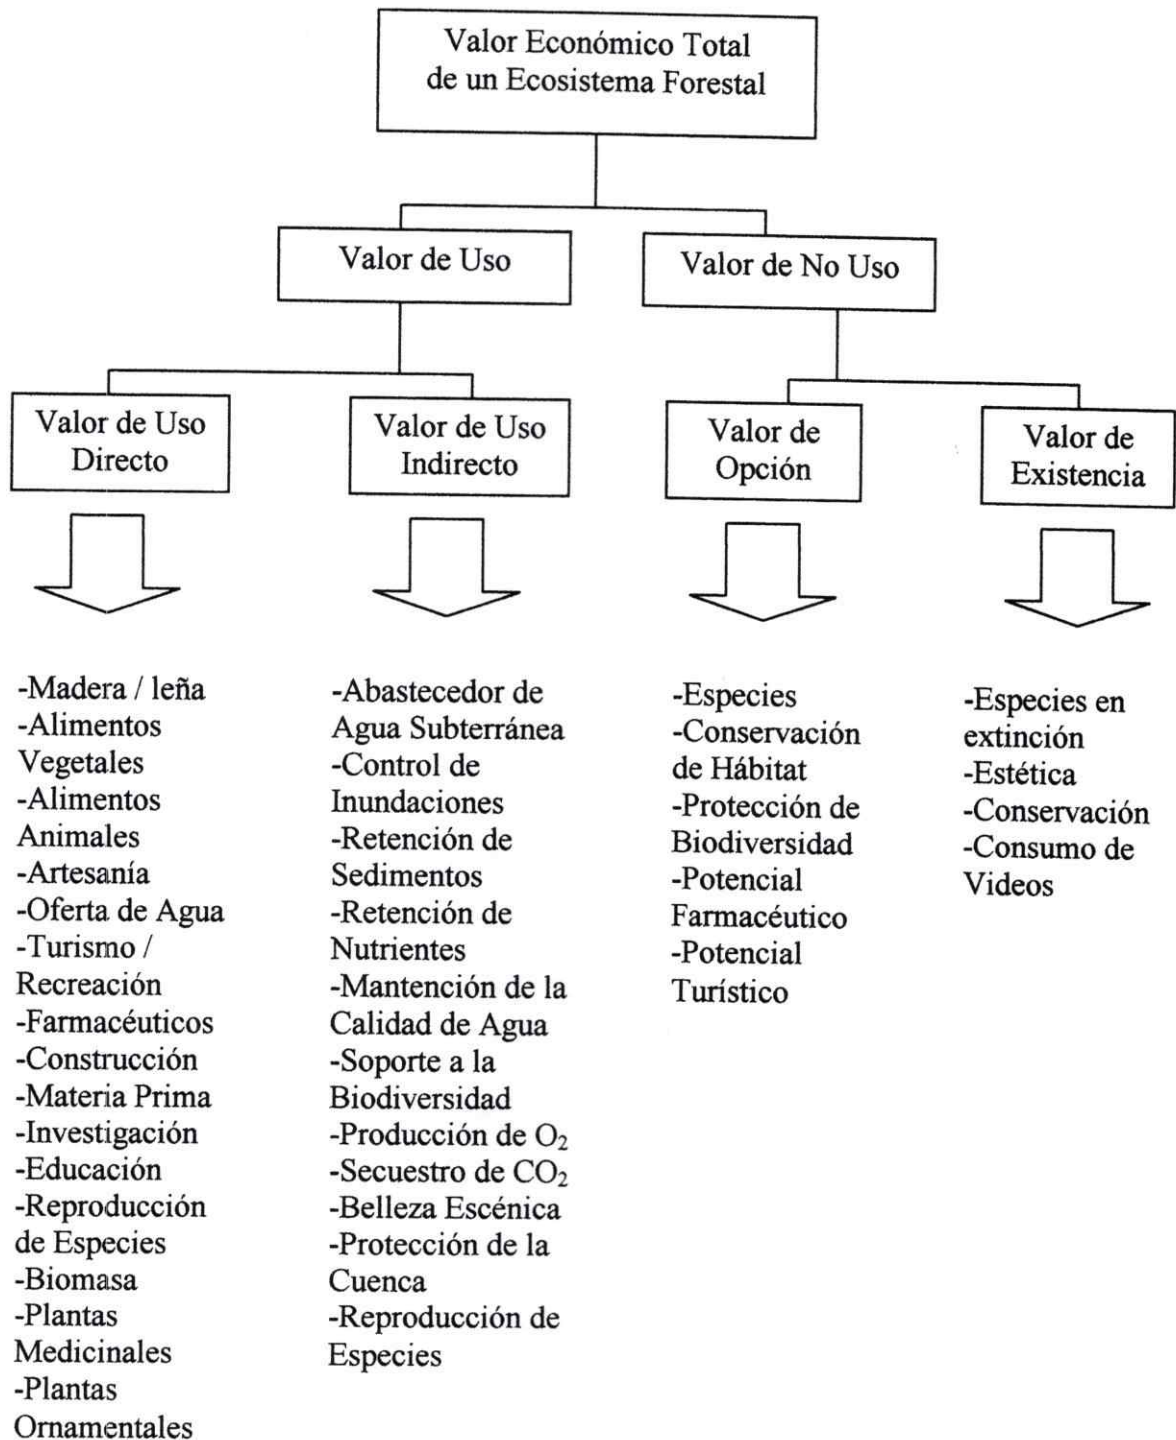 Valor Económico Total
de un Ecosistema Forestal
Valor de Uso
Valor de No Uso
Valor de Uso
Directo
Valor de Uso
Indirecto
Valor de
Opción
Valor de
Existencia
-Madera / leña
-Alimentos
Vegetales
-Alimentos
Animales
-Artesanía
-Oferta de Agua
-Turismo /
Recreación
-Farmacéuticos
-Construcción
-Materia Prima
-Investigación
-Educación
-Reproducción
de Especies
-Biomasa
-Plantas
Medicinales
-Plantas
Ornamentales
-Abastecedor de
Agua Subterránea
-Control de
Inundaciones
-Retención de
Sedimentos
-Retención de
Nutrientes
-Mantención de la
Calidad de Agua
-Soporte a la
Biodiversidad
-Producción de O₂
-Secuestro de CO₂
-Belleza Escénica
-Protección de la
Cuenca
-Reproducción de
Especies
-Especies
-Conservación
de Hábitat
-Protección de
Biodiversidad
-Potencial
Farmacéutico
-Potencial
Turístico
-Especies en
extinción
-Estética
-Conservación
-Consumo de
Videos